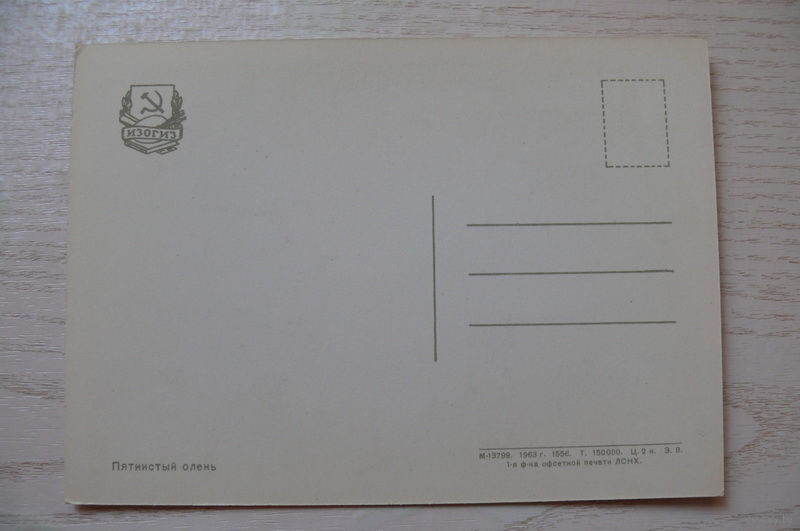 ИЗОГИЗ
Пятнистый олень
М-13799. 1963 г. 1556. Т. 150000. Ц. 2 к. З. 8.
1-я ф-ка офсетной печати ЛСНХ.